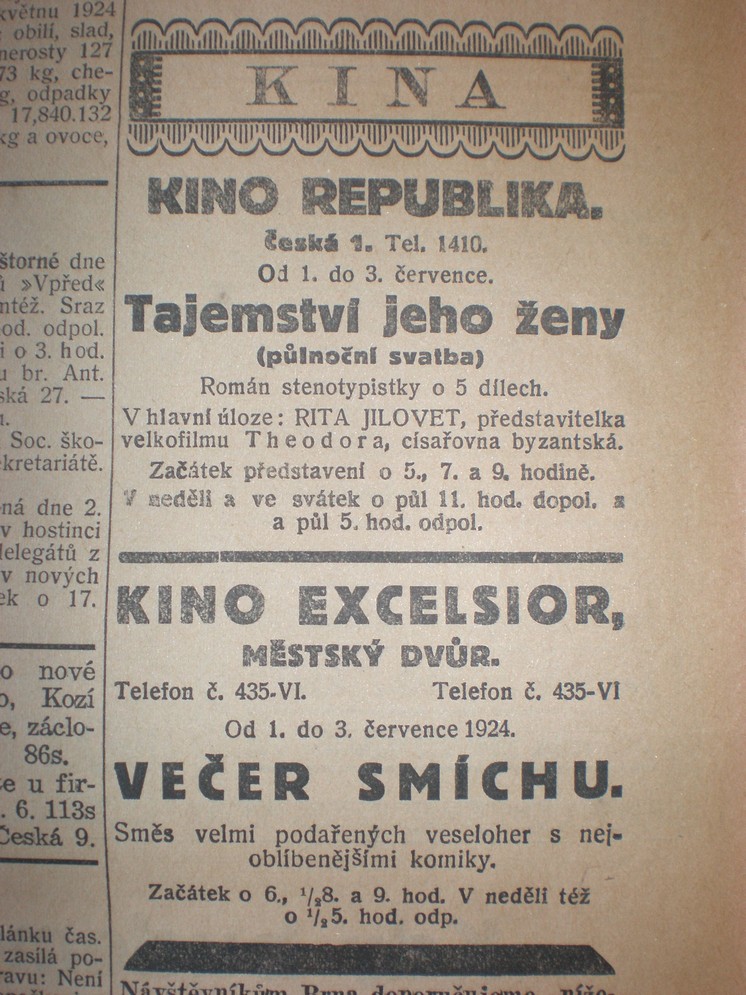 květnu 1924
obilí, slad,
nerosty 127
73 kg, che-
g, odpadky
17,840.132
kg a ovoce,
štorné dne
ů »Vpřed«
ntéž. Sraz
od. odpol.
i o 3. hod.
u br. Ant.
ská 27. —
Soc. ško-
ekretariátě.
ná dne 2.
v hostinci
delegátů z
v nových
ek o 17.
o nové
o, Kozí
e, záclo-
86s.
te u fir-
. 6. 113s
Česká 9.
lánku čas.
zasílá po-
ravu: Není
KINA
KINO REPUBLIKA.
Česká 1. Tel. 1410.
Od 1. do 3. července.
Tajemství jeho ženy
(půlnoční svatba)
Román stenotypistky o 5 dílech.
V hlavní úloze: RITA JILOVET, představitelka
velkofilmu Theodora, císařovna byzantská.
Začátek představení o 5., 7. a 9. hodině.
V neděli a ve svátek o půl 11. hod. dopol. a
a půl 5. hod. odpol.
KINO EXCELSIOR,
MĚSTSKÝ DVŮR.
Telefon č. 435-VI. Telefon č. 435-VI
Od 1. do 3. července 1924.
VEČER SMÍCHU.
Směs velmi podařených veseloher s nej-
oblíbenějšími komiky.
Začátek o 6., ½8. a 9. hod. V neděli též
o ½5. hod. odp.
Návštěvníkům Brna doporučujeme níže-